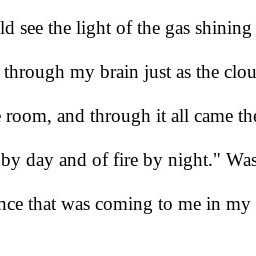 ld see the light of the gas shining
through my brain just as the clou
room, and through it all came the
by day and of fire by night." Was
nce that was coming to me in my